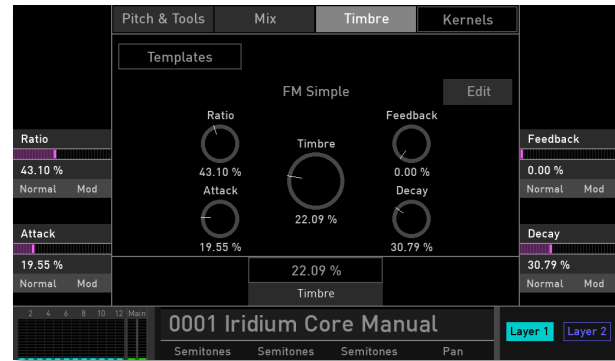 Pitch & Tools Mix Timbre Kernels
Templates
FM Simple Edit
Ratio Feedback
Timbre
43.10 % 0.00 %
Attack Decay
22.09 %
19.55 % 30.79 %
Ratio
43.10 %
Normal Mod
Attack
19.55 %
Normal Mod
Feedback
0.00 %
Normal Mod
Decay
30.79 %
Normal Mod
22.09 %
Timbre
2 4 6 8 10 12 Main
0001 Iridium Core Manual
Semitones Semitones Semitones Pan
Layer 1 Layer 2